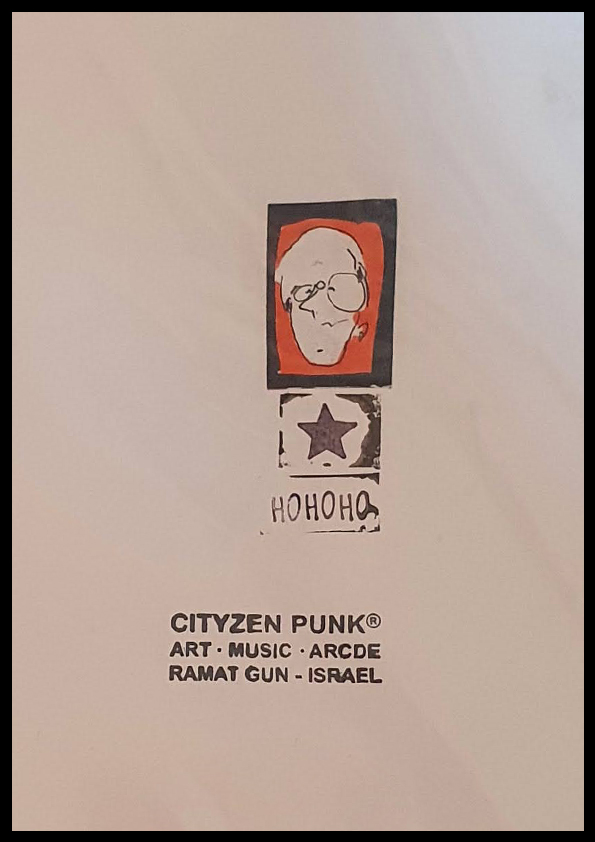 HOHOHO
CITYZEN PUNK®
ART · MUSIC · ARCDE
RAMAT GUN - ISRAEL